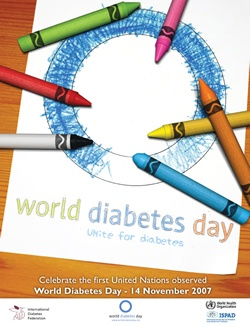 world diabetes day
Unite for diabetes
Celebrate the first United Nations observed
World Diabetes Day - 14 November 2007
International
Diabetes
Federation
world diabetes day
World Health
Organization
ISPAD